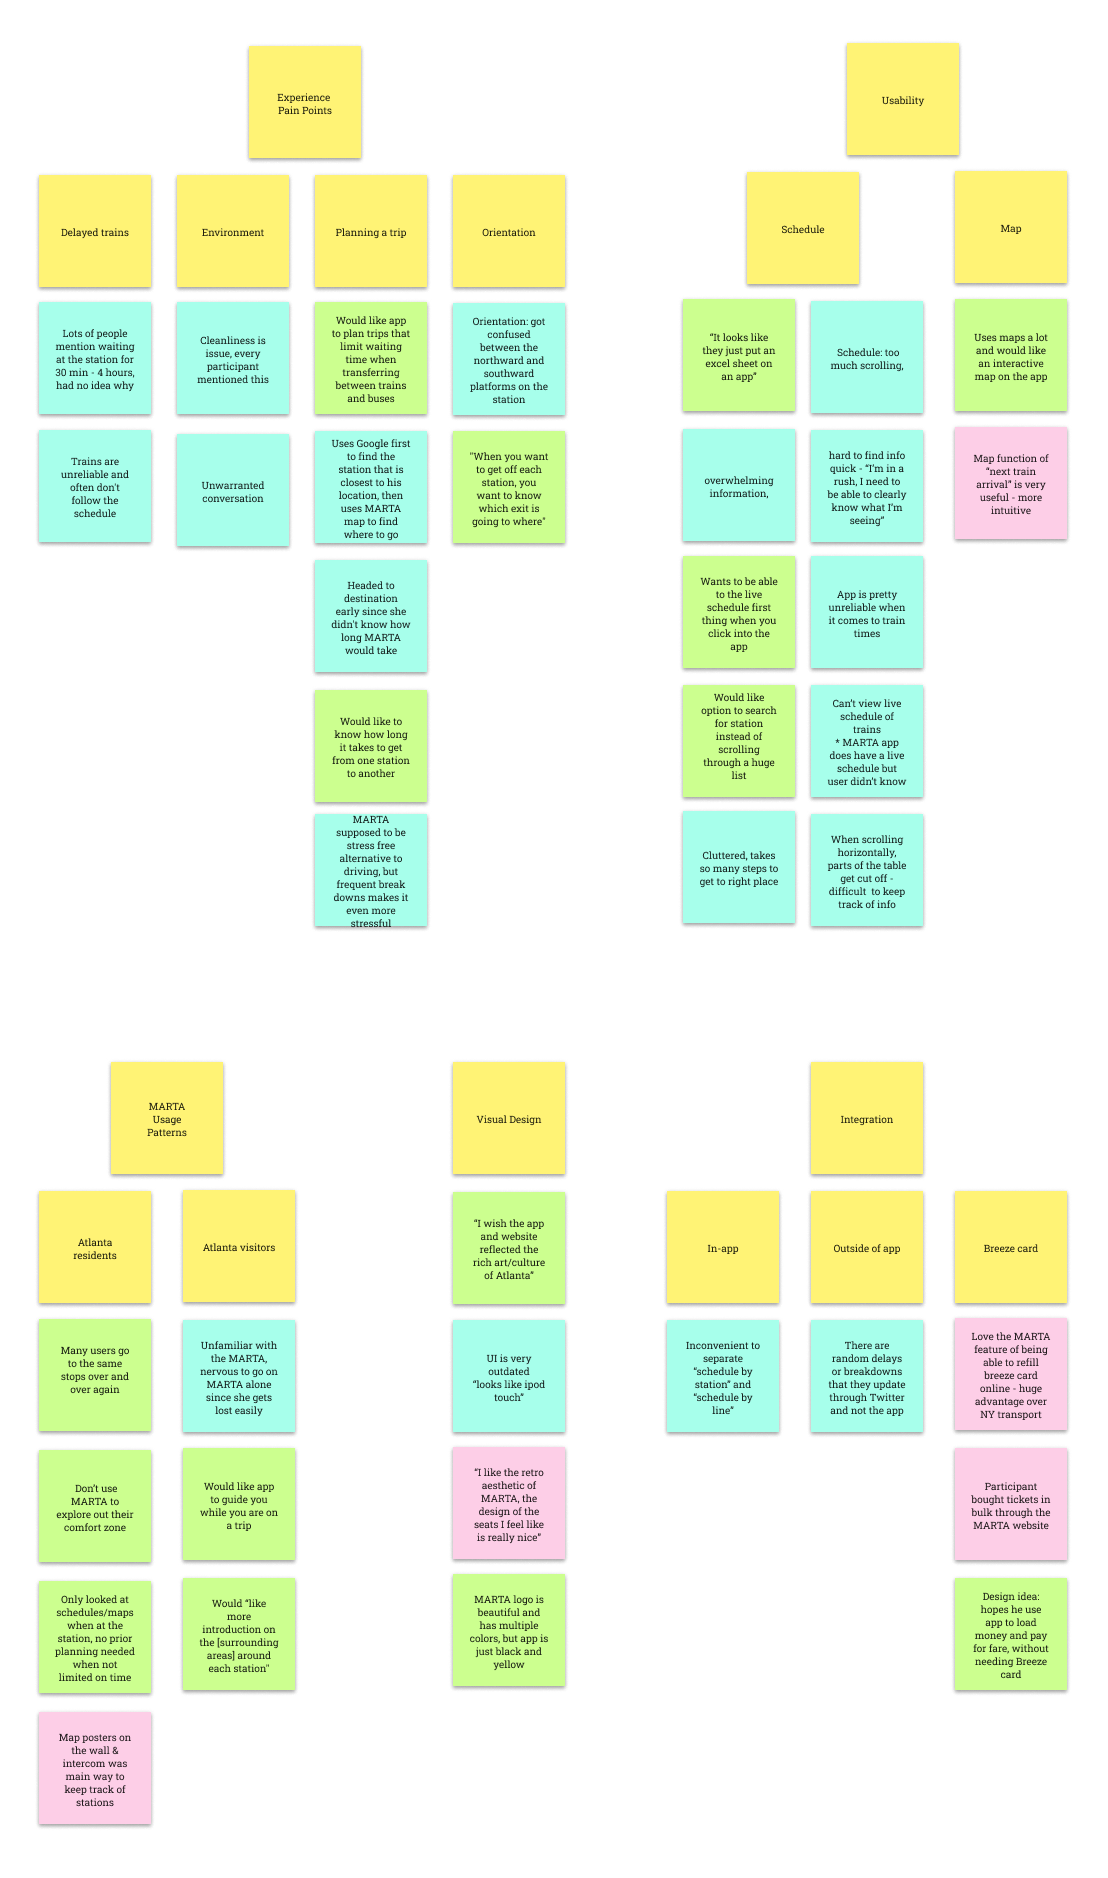 Experience
Pain Points
Delayed trains
Environment
Planning a trip
Orientation
Lots of people
mention waiting
at the station for
30 min - 4 hours,
had no idea why
Cleanliness is
issue, every
participant
mentioned this
Would like app
to plan trips that
limit waiting
time when
transferring
between trains
and buses
Orientation: got
confused
between the
northward and
southward
platforms on the
station
Trains are
unreliable and
often don't
follow the
schedule
Unwarranted
conversation
Uses Google first
to find the
station that is
closest to his
location, then
uses MARTA
map to find
where to go
"When you want
to get off each
station, you
want to know
which exit is
going to where"
Headed to
destination
early since she
didn't know how
long MARTA
would take
Would like to
know how long
it takes to get
from one station
to another
MARTA
supposed to be
stress free
alternative to
driving, but
frequent break
downs makes it
even more
stressful
Usability
Schedule
Map
“It looks like
they just put an
excel sheet on
an app”
Schedule: too
much scrolling,
Uses maps a lot
and would like
an interactive
map on the app
overwhelming
information,
hard to find info
quick - “I’m in a
rush, I need to
be able to clearly
know what I’m
seeing”
Map function of
“next train
arrival” is very
useful - more
intuitive
Wants to be able
to the live
schedule first
thing when you
click into the
app
App is pretty
unreliable when
it comes to train
times
Would like
option to search
for station
instead of
scrolling
through a huge
list
Can’t view live
schedule of
trains
* MARTA app
does have a live
schedule but
user didn’t know
Cluttered, takes
so many steps to
get to right place
When scrolling
horizontally,
parts of the table
get cut off -
difficult to keep
track of info
MARTA
Usage
Patterns
Atlanta
residents
Atlanta visitors
Many users go
to the same
stops over and
over again
Unfamiliar with
the MARTA,
nervous to go on
MARTA alone
since she gets
lost easily
Don’t use
MARTA to
explore out their
comfort zone
Would like app
to guide you
while you are on
a trip
Only looked at
schedules/maps
when at the
station, no prior
planning needed
when not
limited on time
Would “like
more
introduction on
the [surrounding
areas] around
each station"
Map posters on
the wall &
intercom was
main way to
keep track of
stations
Visual Design
“I wish the app
and website
reflected the
rich art/culture
of Atlanta”
UI is very
outdated
“looks like ipod
touch”
“I like the retro
aesthetic of
MARTA, the
design of the
seats I feel like
is really nice”
MARTA logo is
beautiful and
has multiple
colors, but app is
just black and
yellow
Integration
In-app
Outside of app
Breeze card
Inconvenient to
separate
“schedule by
station” and
“schedule by
line”
There are
random delays
or breakdowns
that they update
through Twitter
and not the app
Love the MARTA
feature of being
able to refill
breeze card
online - huge
advantage over
NY transport
Participant
bought tickets in
bulk through the
MARTA website
Design idea:
hopes he use
app to load
money and pay
for fare, without
needing Breeze
card